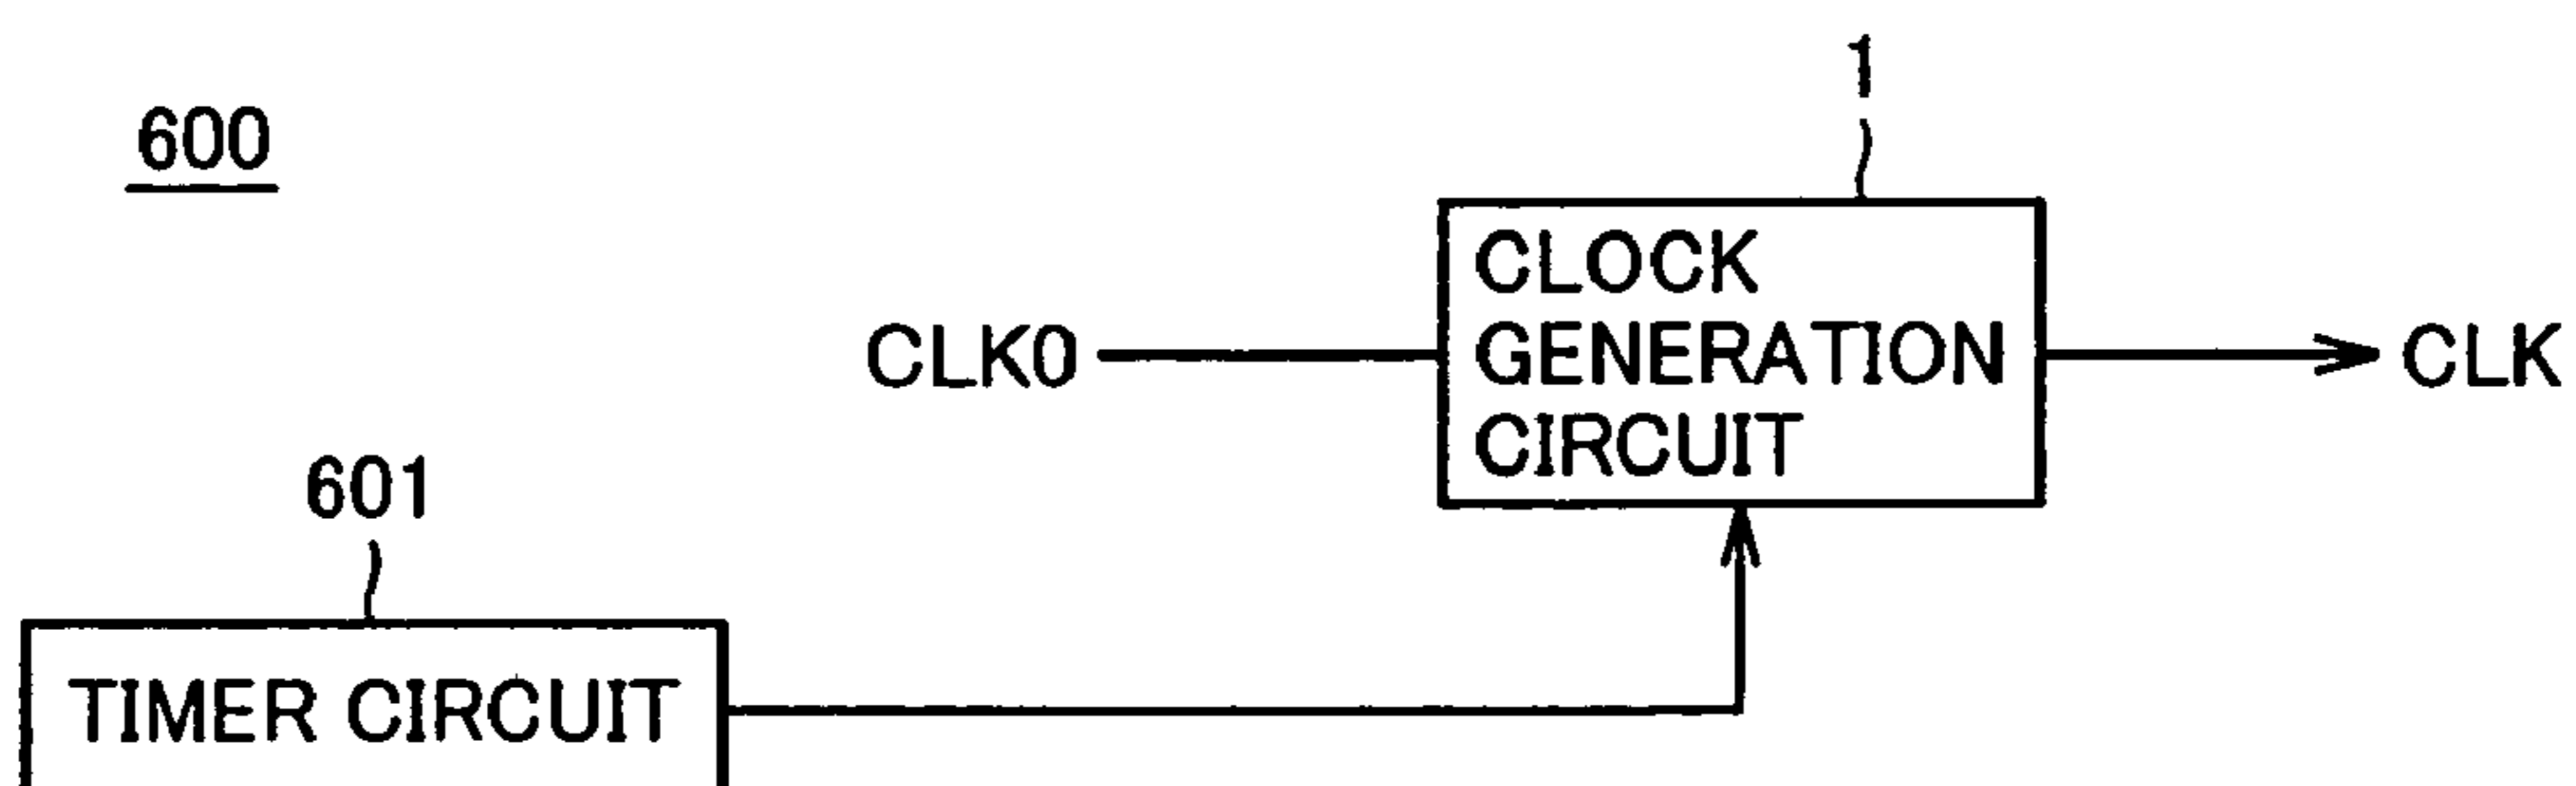 1
600
CLOCK
GENERATION
CIRCUIT
CLK0
CLK
601
TIMER CIRCUIT